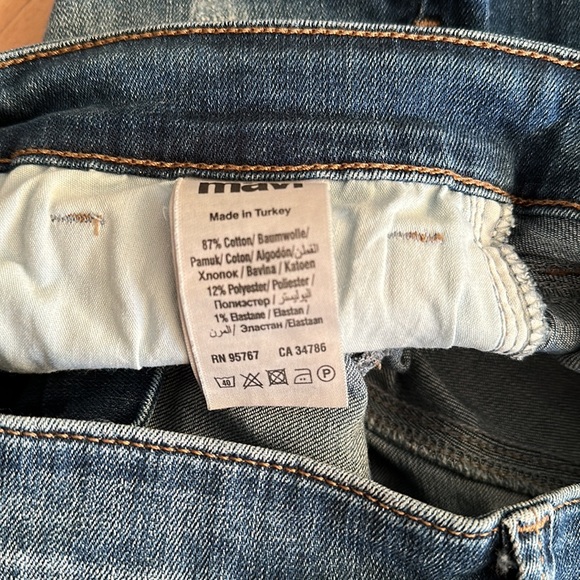 mavi
Made in Turkey
87% Cotton/ Baumwolle/
Pamuk/ Coton/ Algodón/ القطن/
Хлопок / Bavlna / Katoen
12% Polyester/ Poliester /
Полиэстер / البوليستر /
1% Elastane / Elastan /
المرن/ Эластан /Elastaan
RN 95767 CA 34786
40 P